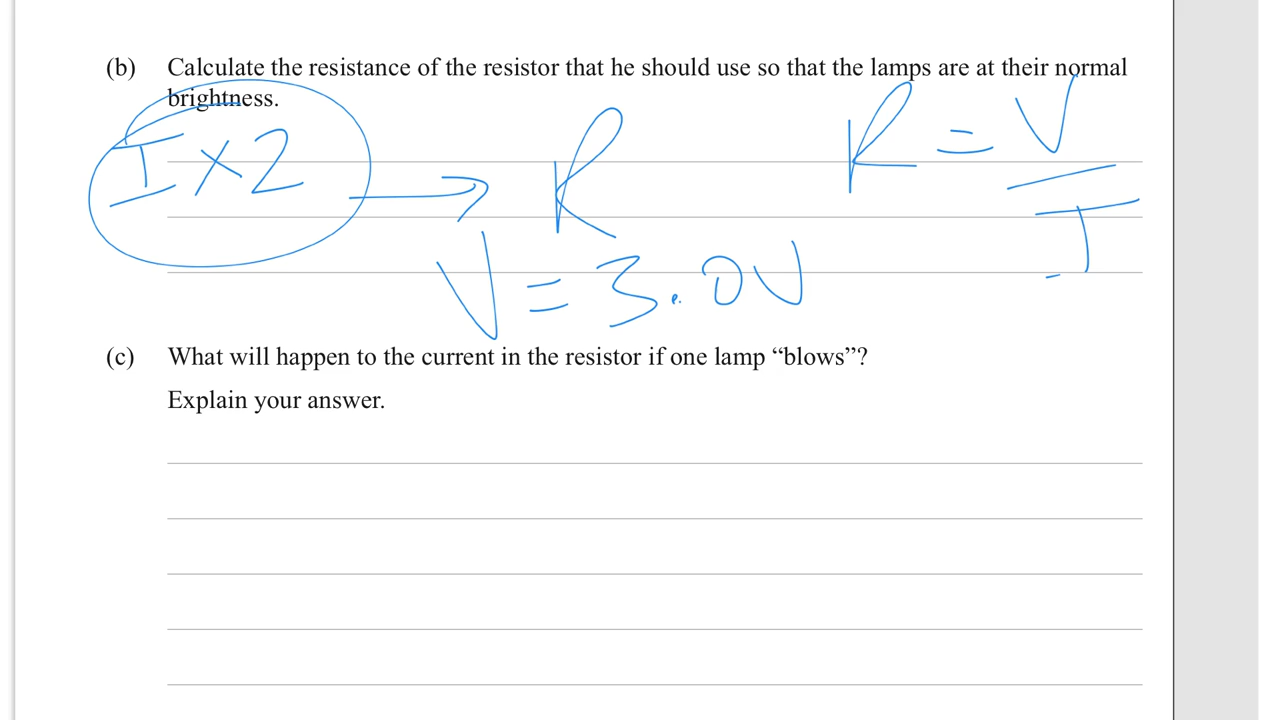 (b) Calculate the resistance of the resistor that he should use so that the lamps are at their normal
brightness.
I × 2 → R
R = V / I
V = 3.0V
(c) What will happen to the current in the resistor if one lamp “blows”?
Explain your answer.